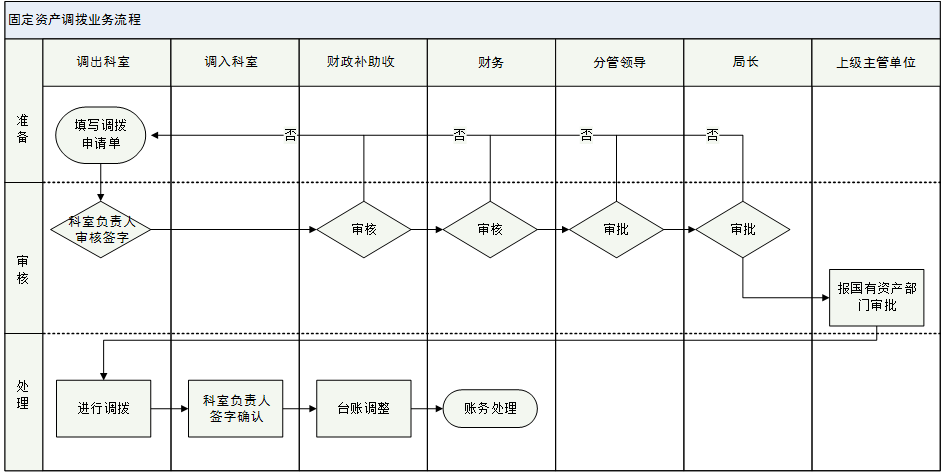 固定资产调拨业务流程
调出科室
调入科室
财政补助收
财务
分管领导
局长
上级主管单位
准
备
填写调拨
申请单
否
否
否
否
审
核
科室负责人
审核签字
审核
审核
审批
审批
报国有资产部
门审批
处
理
进行调拨
科室负责人
签字确认
台账调整
账务处理